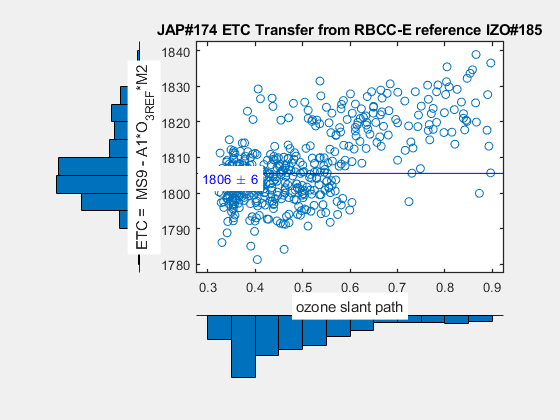 JAP#174 ETC Transfer from RBCC-E reference IZO#185
ETC = MS9 - A1*O3REF *M2
1840
1830
1820
1810
1800
1790
1780
1806 ± 6
0.3 0.4 0.5 0.6 0.7 0.8 0.9
ozone slant path